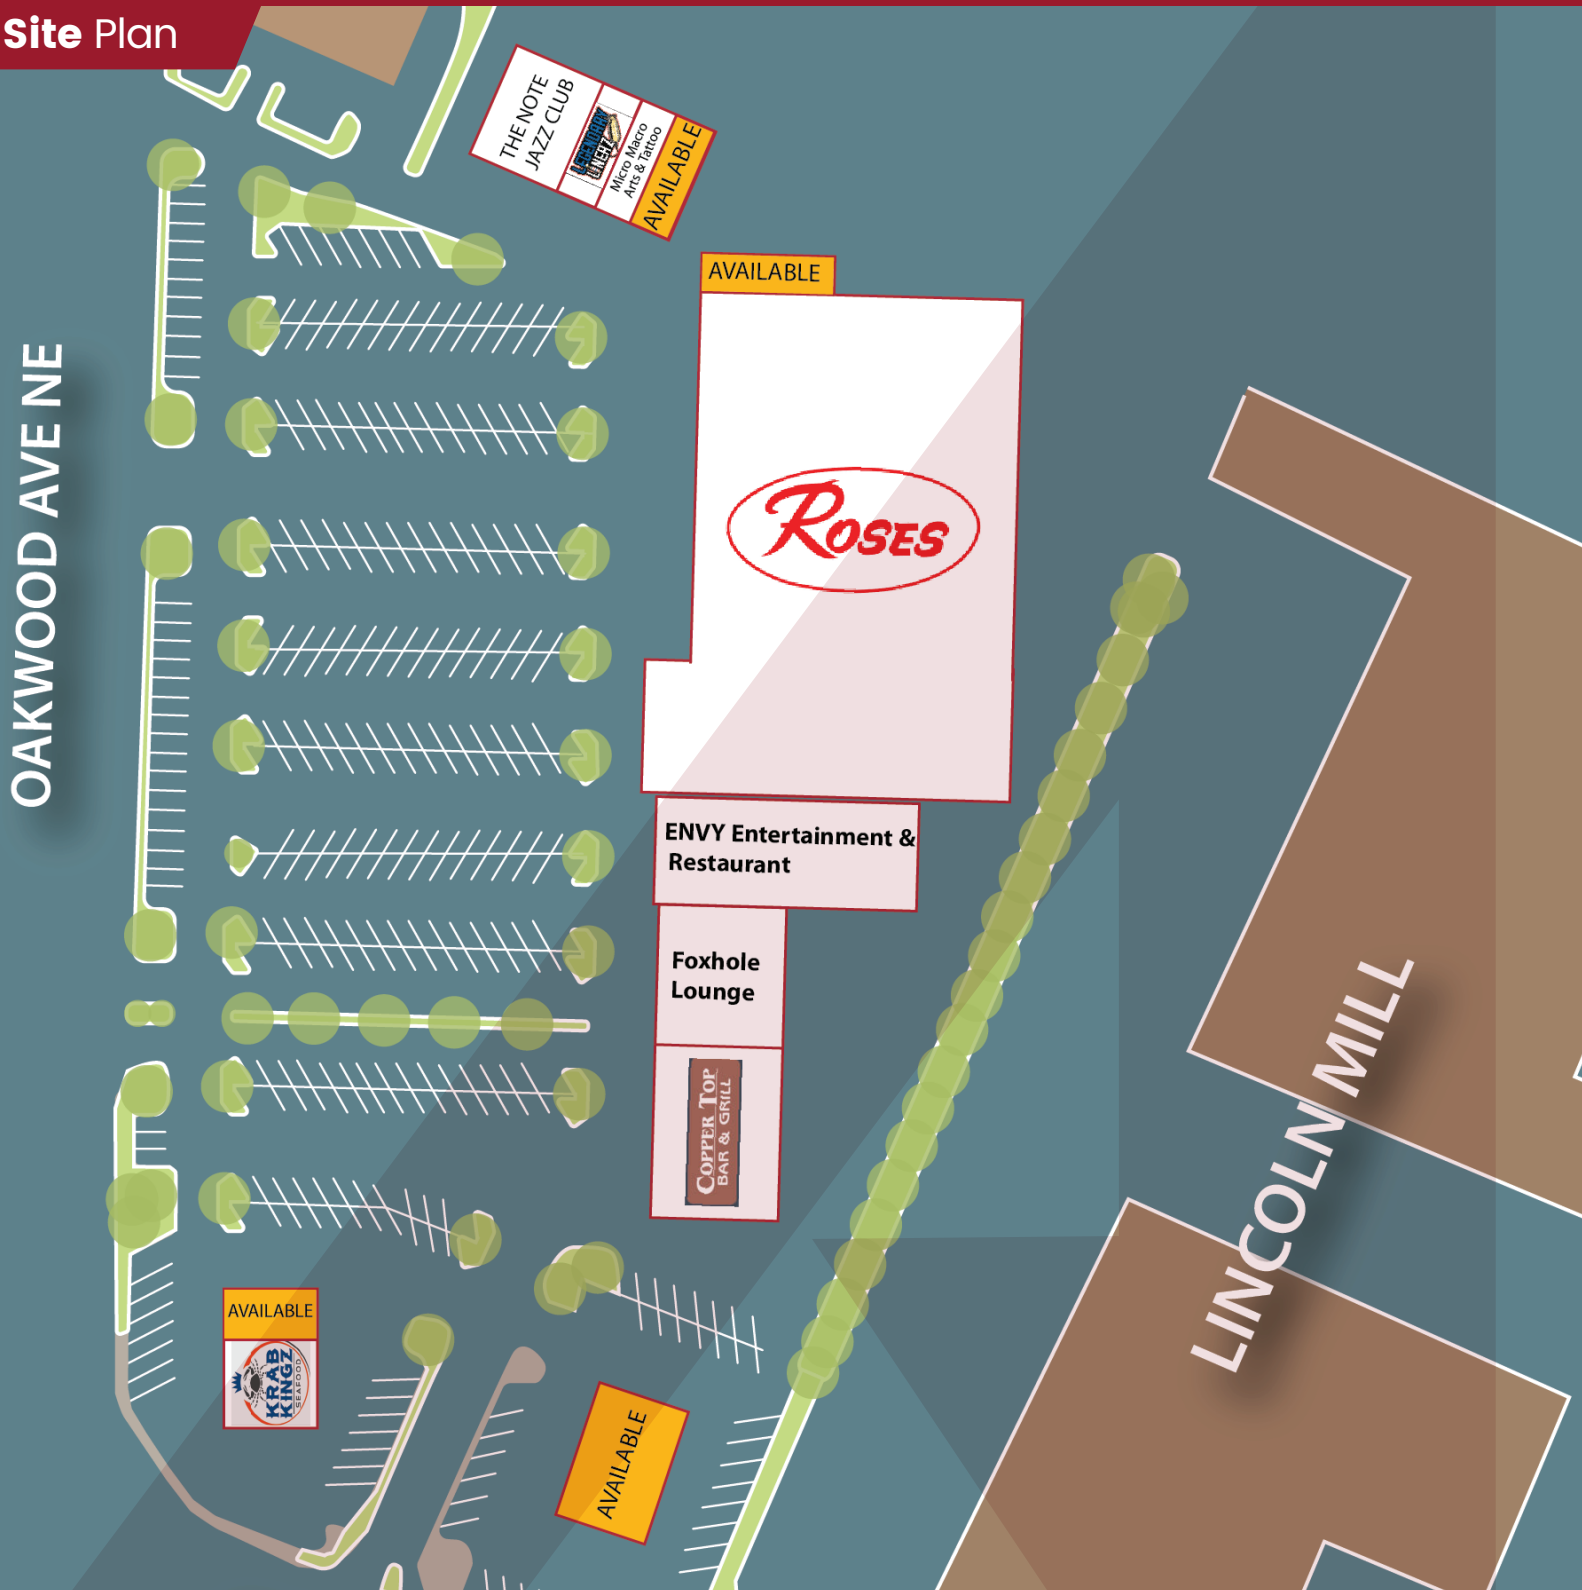 Site Plan
THE NOTE
JAZZ CLUB
LEGENDARY
Micro Macro
Arts & Tattoo
AVAILABLE
AVAILABLE
OAKWOOD AVE NE
ROSES
ENVY Entertainment &
Restaurant
Foxhole
Lounge
COPPER TOP
BAR & GRILL
LINCOLN MILL
AVAILABLE
KRAB
KINGZ
SEAFOOD
AVAILABLE